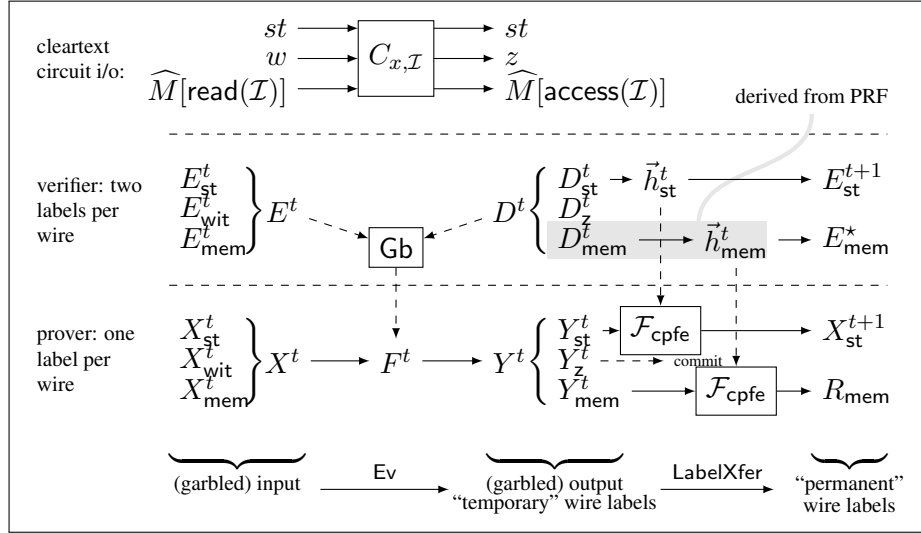 cleartext
circuit i/o:
st
w
M̂[read(I)]
C_{x,I}
st
z
M̂[access(I)]
derived from PRF
verifier: two
labels per
wire
E^t_st
E^t_wit
E^t_mem
E^t
Gb
D^t
D^t_st
D^t_z
D^t_mem
h⃗^t_st
h⃗^t_mem
E^{t+1}_st
E^⋆_mem
prover: one
label per
wire
X^t_st
X^t_wit
X^t_mem
X^t
F^t
Y^t
Y^t_st
Y^t_z
Y^t_mem
F_cpfe
commit
F_cpfe
X^{t+1}_st
R_mem
(garbled) input
Ev
(garbled) output
“temporary” wire labels
LabelXfer
“permanent”
wire labels